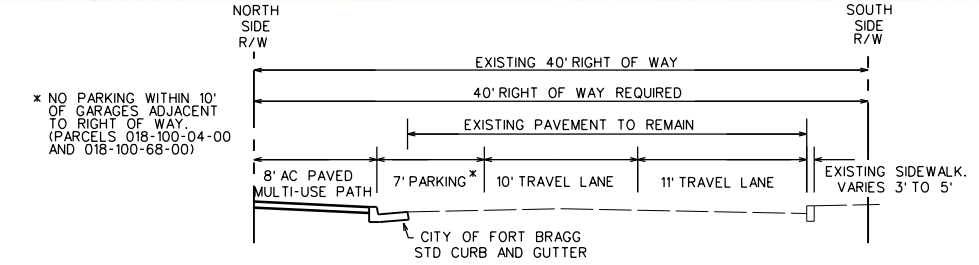 NORTH
SIDE
R/W
SOUTH
SIDE
R/W
EXISTING 40' RIGHT OF WAY
40' RIGHT OF WAY REQUIRED
EXISTING PAVEMENT TO REMAIN
* NO PARKING WITHIN 10'
OF GARAGES ADJACENT
TO RIGHT OF WAY.
(PARCELS 018-100-04-00
AND 018-100-68-00)
8' AC PAVED
MULTI-USE PATH
7' PARKING*
10' TRAVEL LANE
11' TRAVEL LANE
EXISTING SIDEWALK.
VARIES 3' TO 5'
CITY OF FORT BRAGG
STD CURB AND GUTTER